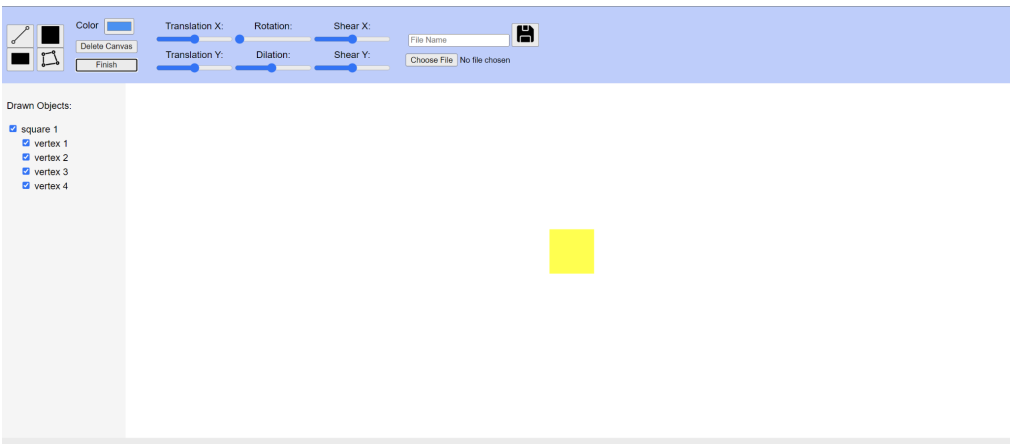 Color
Delete Canvas
Finish
Translation X:
Rotation:
Shear X:
Translation Y:
Dilation:
Shear Y:
File Name
Choose File No file chosen
Drawn Objects:
square 1
vertex 1
vertex 2
vertex 3
vertex 4